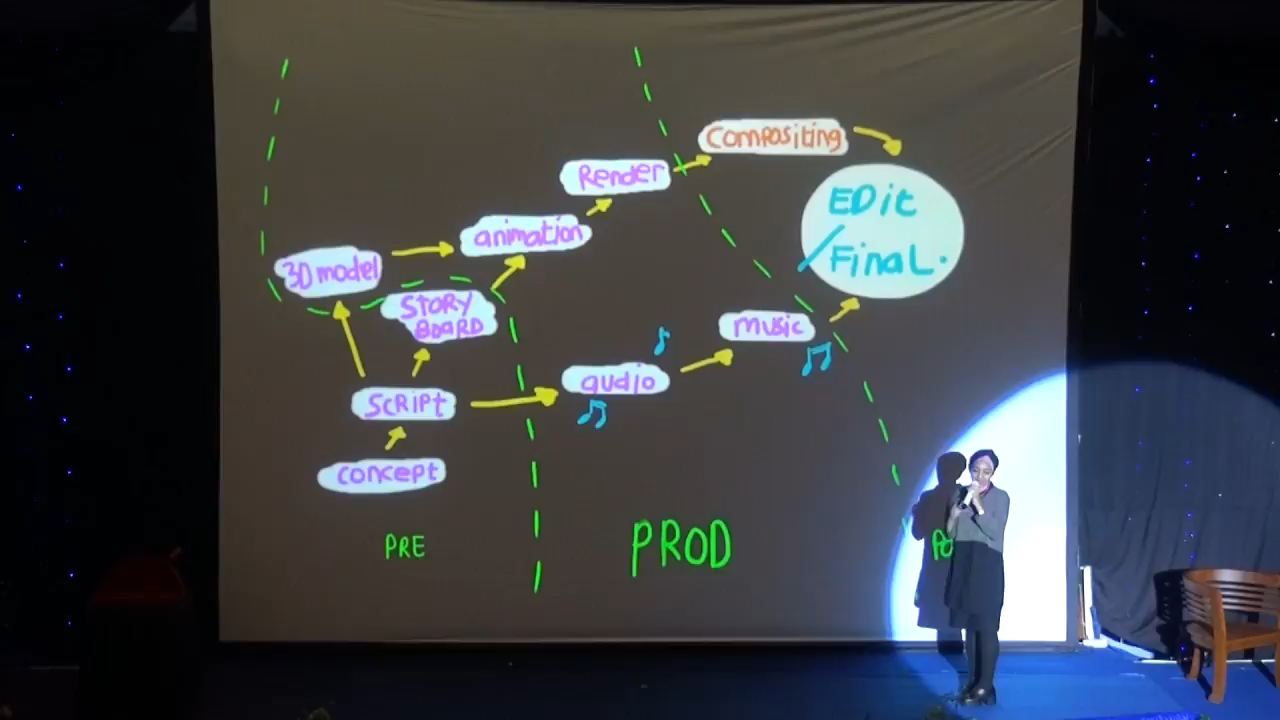 Compositing
Render
EDit
/Final.
animation
3D model
STORY
BOARD
music
audio
SCRIPt
concept
PRE
PROD